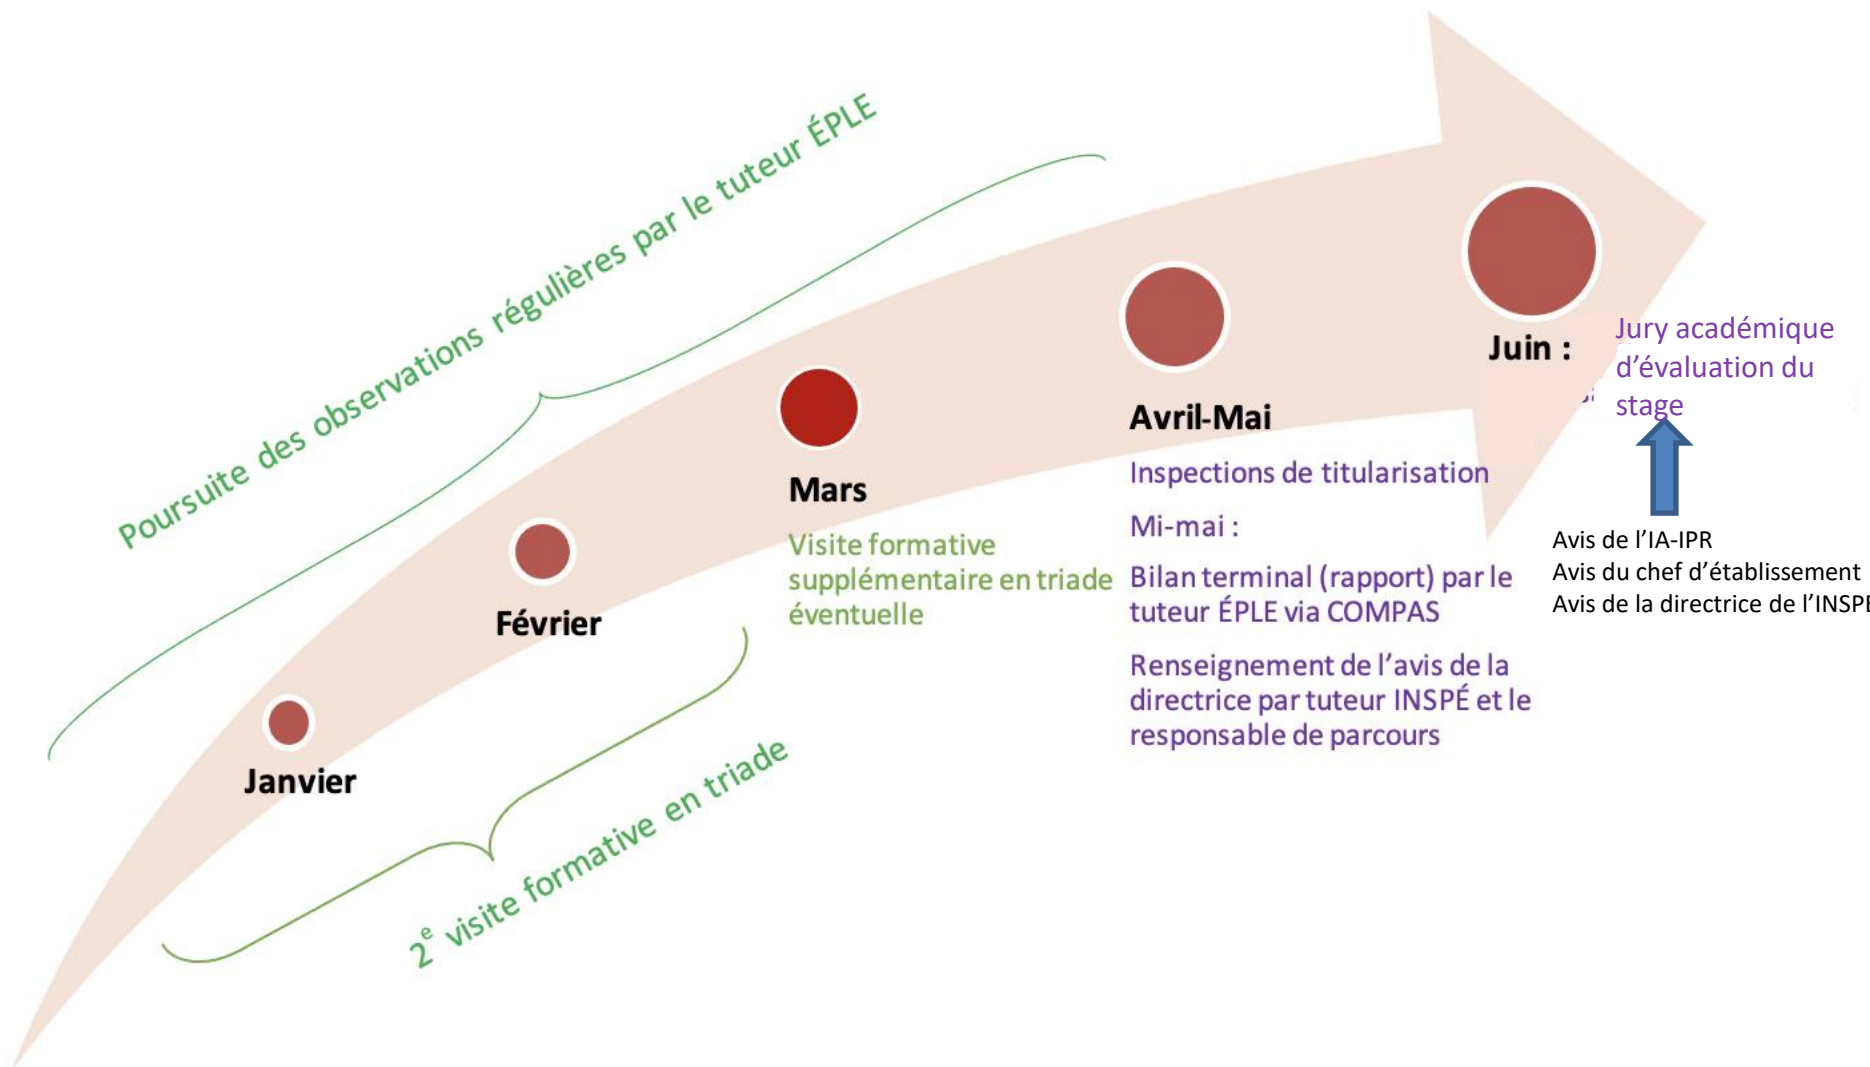 Poursuite des observations régulières par le tuteur ÉPLE
Janvier
Février
2e visite formative en triade
Mars
Visite formative
supplémentaire en triade
éventuelle
Avril-Mai
Inspections de titularisation
Mi-mai :
Bilan terminal (rapport) par le
tuteur ÉPLE via COMPAS
Renseignement de l’avis de la
directrice par tuteur INSPÉ et le
responsable de parcours
Juin :
Jury académique
d’évaluation du
stage
Avis de l’IA-IPR
Avis du chef d’établissement
Avis de la directrice de l’INSPE